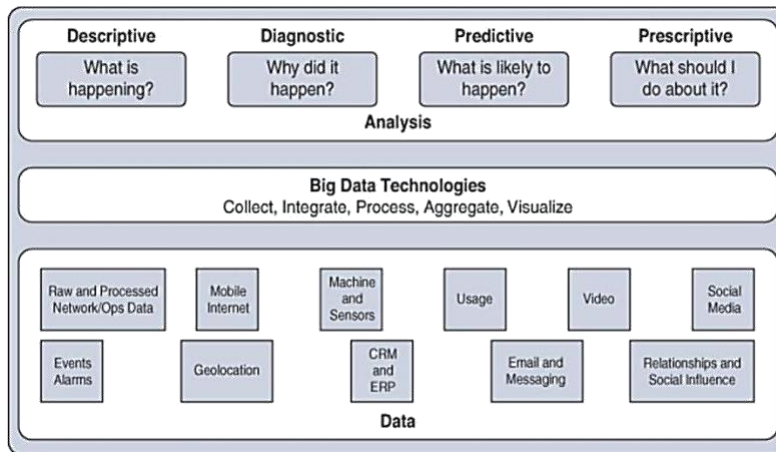 Descriptive
Diagnostic
Predictive
Prescriptive
What is
happening?
Why did it
happen?
What is likely to
happen?
What should I
do about it?
Analysis
Big Data Technologies
Collect, Integrate, Process, Aggregate, Visualize
Raw and Processed
Network/Ops Data
Mobile
Internet
Machine
and
Sensors
Usage
Video
Social
Media
Events
Alarms
Geolocation
CRM
and
ERP
Email and
Messaging
Relationships and
Social Influence
Data